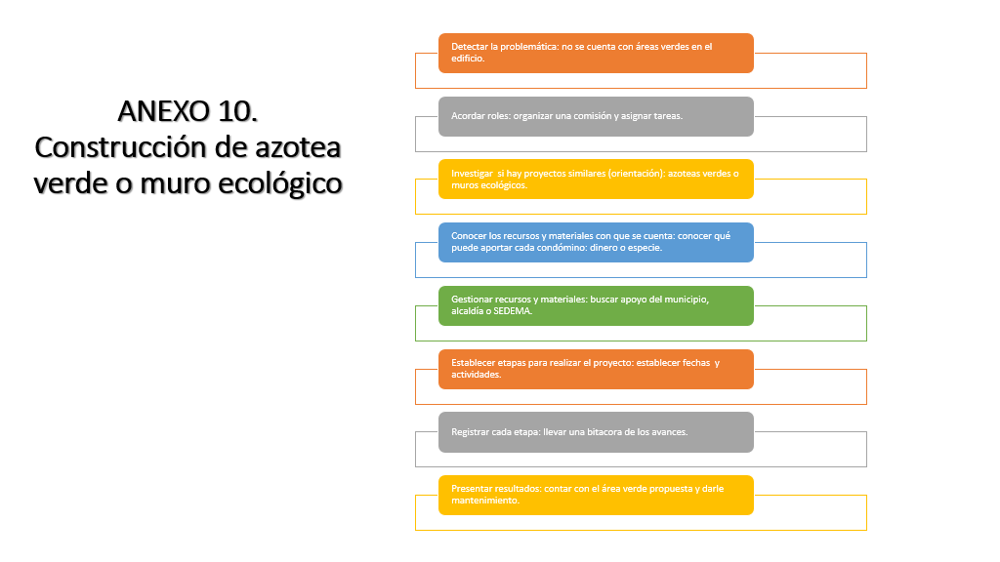 ANEXO 10.
Construcción de azotea
verde o muro ecológico
Detectar la problemática: no se cuenta con áreas verdes en el
edificio.
Acordar roles: organizar una comisión y asignar tareas.
Investigar  si hay proyectos similares (orientación): azoteas verdes o
muros ecológicos.
Conocer los recursos y materiales con que se cuenta: conocer qué
puede aportar cada condómino: dinero o especie.
Gestionar recursos y materiales: buscar apoyo del municipio,
alcaldía o SEDEMA.
Establecer etapas para realizar el proyecto: establecer fechas  y
actividades.
Registrar cada etapa: llevar una bitacora de los avances.
Presentar resultados: contar con el área verde propuesta y darle
mantenimiento.